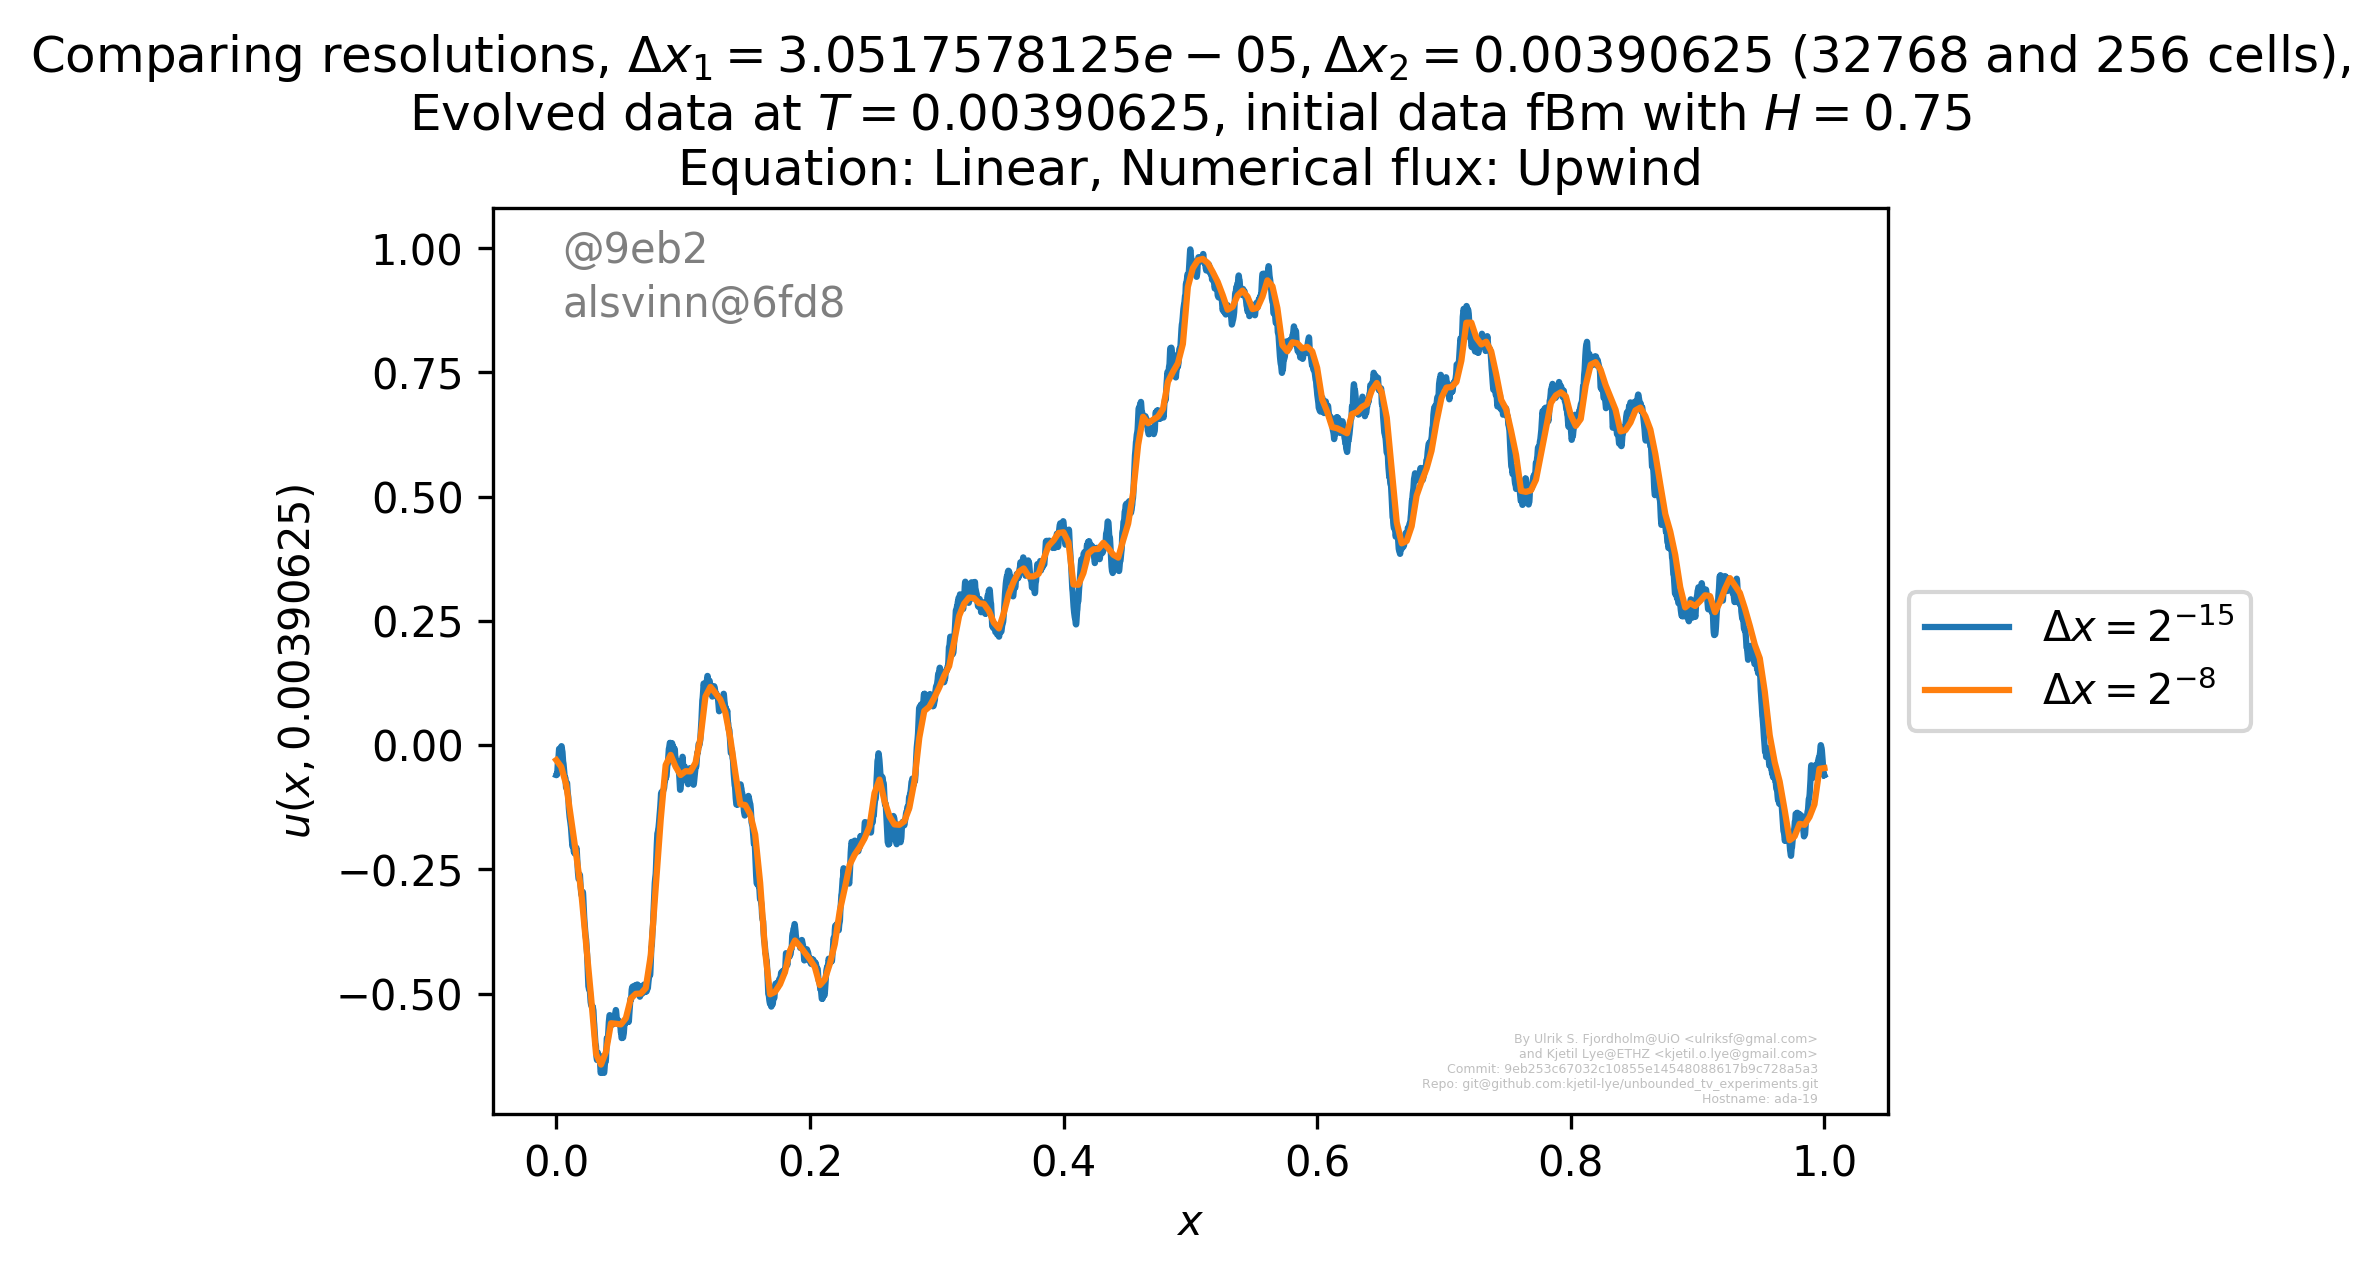 Comparing resolutions, Δx₁ = 3.0517578125e − 05, Δx₂ = 0.00390625 (32768 and 256 cells),
Evolved data at T = 0.00390625, initial data fBm with H = 0.75
Equation: Linear, Numerical flux: Upwind
@9eb2
alsvinn@6fd8
1.00
0.75
0.50
0.25
0.00
−0.25
−0.50
u(x, 0.00390625)
Δx = 2⁻¹⁵
Δx = 2⁻⁸
By Ulrik S. Fjordholm@UiO <ulriksf@gmal.com>
and Kjetil Lye@ETHZ <kjetil.o.lye@gmail.com>
Commit: 9eb253c67032c10855e14548088617b9c728a5a3
Repo: git@github.com:kjetil-lye/unbounded_tv_experiments.git
Hostname: ada-19
0.0 0.2 0.4 0.6 0.8 1.0
x